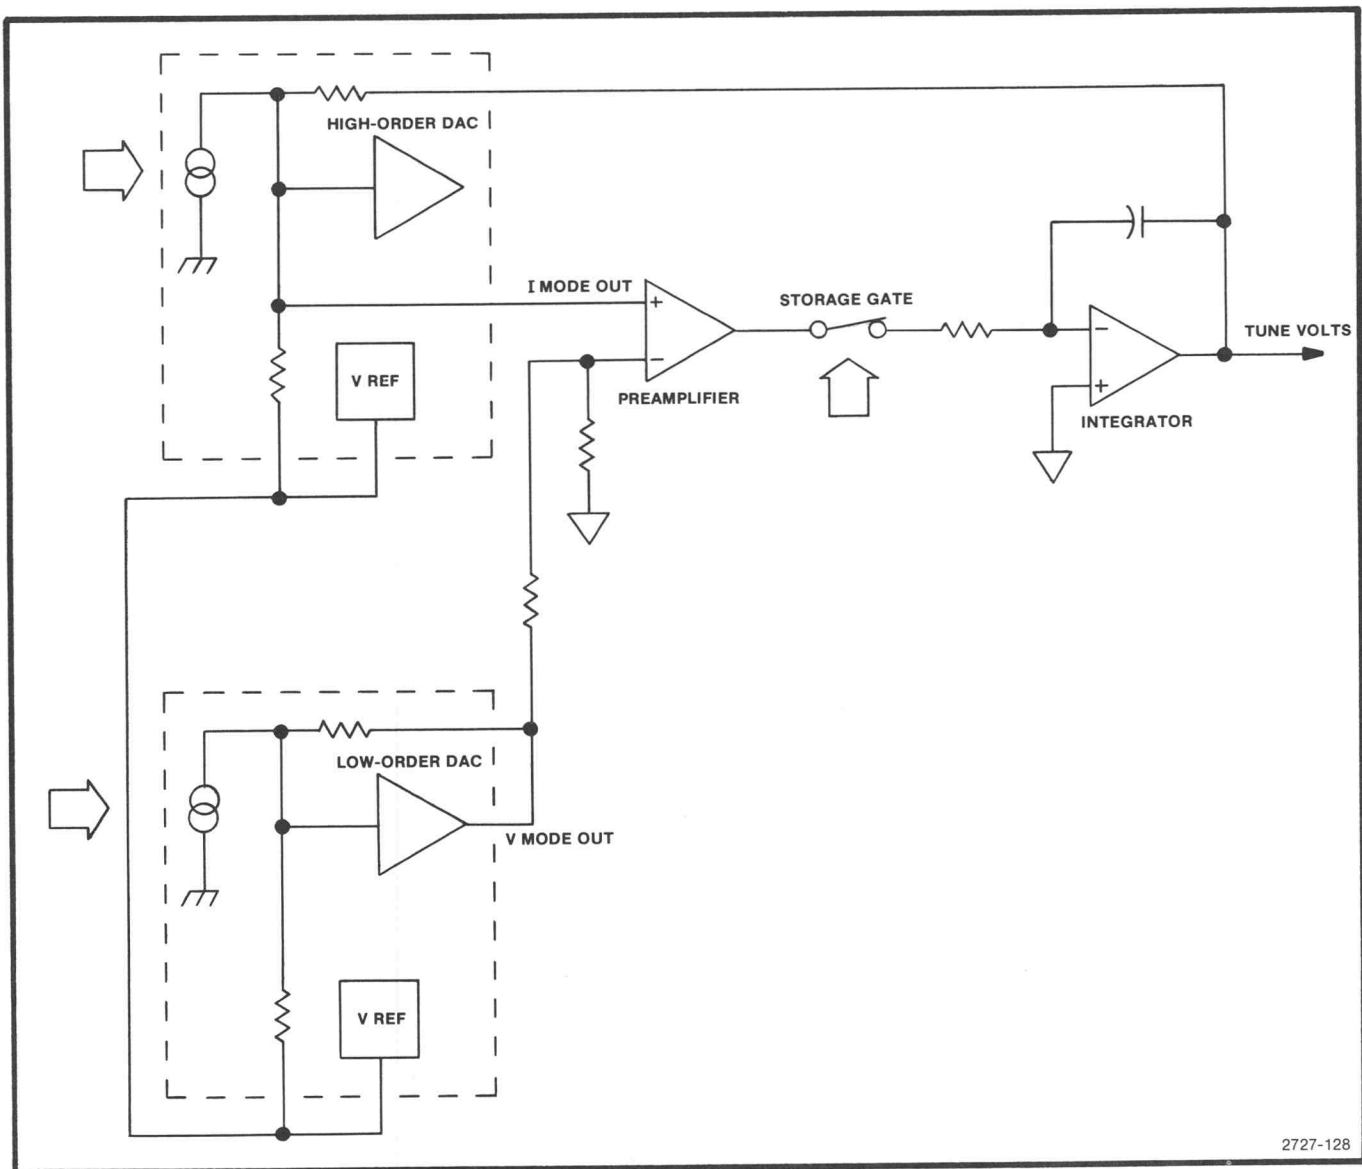 HIGH-ORDER DAC
I MODE OUT
+
−
PREAMPLIFIER
STORAGE GATE
−
+
INTEGRATOR
TUNE VOLTS
V REF
LOW-ORDER DAC
V MODE OUT
V REF
2727-128